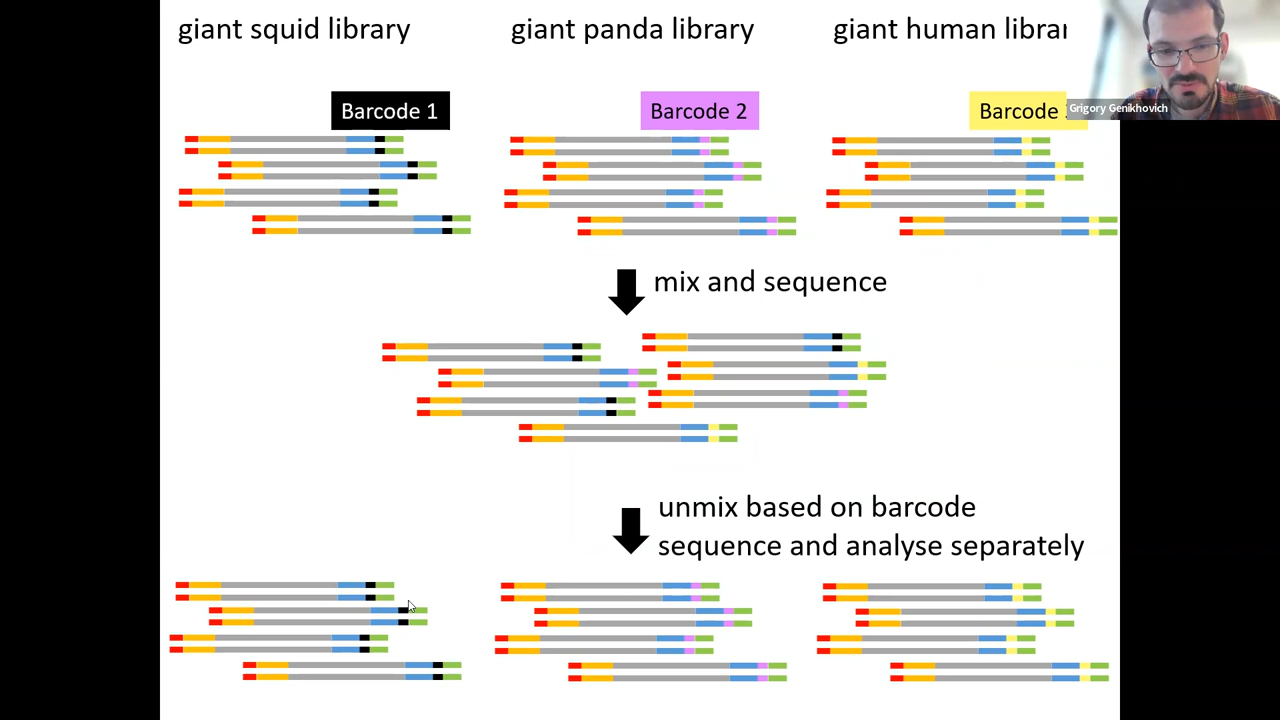 giant squid library
giant panda library
giant human
Barcode 1
Barcode 2
Barcode
Grigory Genikhovich
mix and sequence
unmix based on barcode
sequence and analyse separately